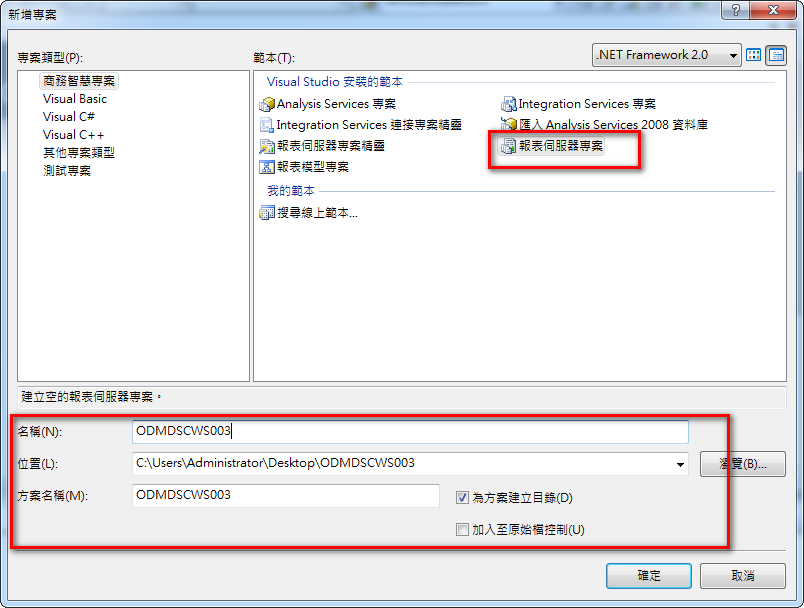 新增專案
專案類型(P):
範本(T):
.NET Framework 2.0
商務智慧專案
Visual Basic
Visual C#
Visual C++
其他專案類型
測試專案
Visual Studio 安裝的範本
Analysis Services 專案
Integration Services 專案
Integration Services 連接專案精靈
匯入 Analysis Services 2008 資料庫
報表伺服器專案精靈
報表伺服器專案
報表模型專案
我的範本
搜尋線上範本...
建立空的報表伺服器專案。
名稱(N):
ODMDSCWS003
位置(L):
C:\Users\Administrator\Desktop\ODMDSCWS003
瀏覽(B)...
方案名稱(M):
ODMDSCWS003
為方案建立目錄(D)
加入至原始檔控制(U)
確定
取消